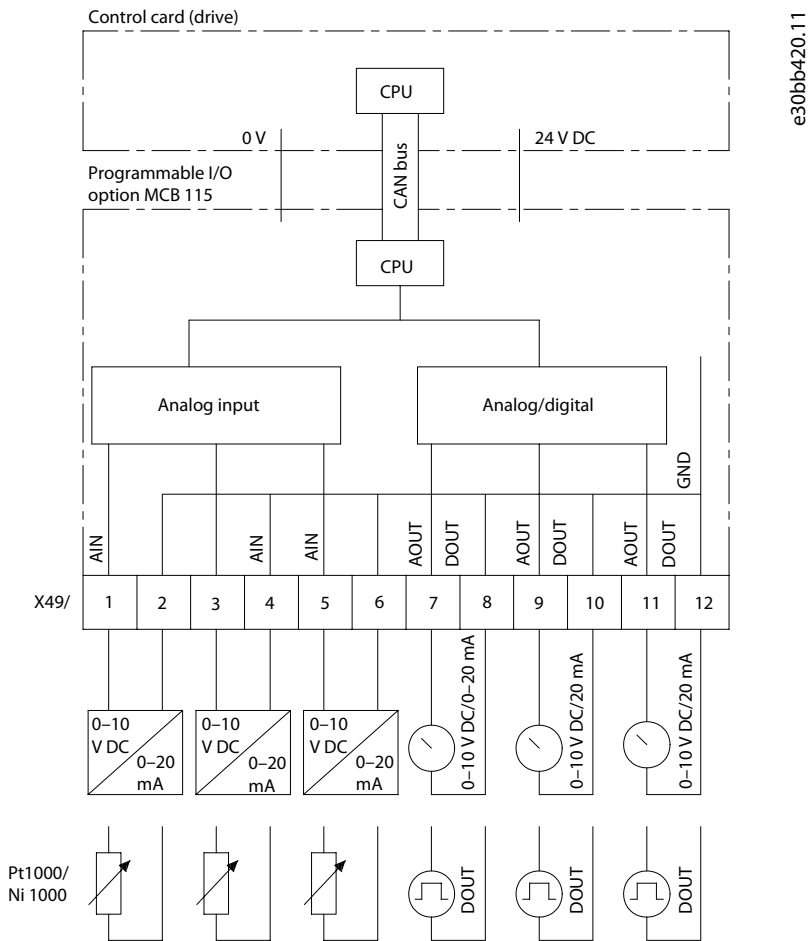 Control card (drive)
e30bb420.11
CPU
0 V
24 V DC
CAN bus
Programmable I/O
option MCB 115
CPU
Analog input
Analog/digital
GND
AIN
AIN
AIN
AOUT
DOUT
AOUT
DOUT
AOUT
DOUT
X49/
1
2
3
4
5
6
7
8
9
10
11
12
0–10
V DC
0–20
mA
0–10
V DC
0–20
mA
0–10
V DC
0–20
mA
0–10 V DC/0–20 mA
0–10 V DC/20 mA
0–10 V DC/20 mA
Pt1000/
Ni 1000
DOUT
DOUT
DOUT